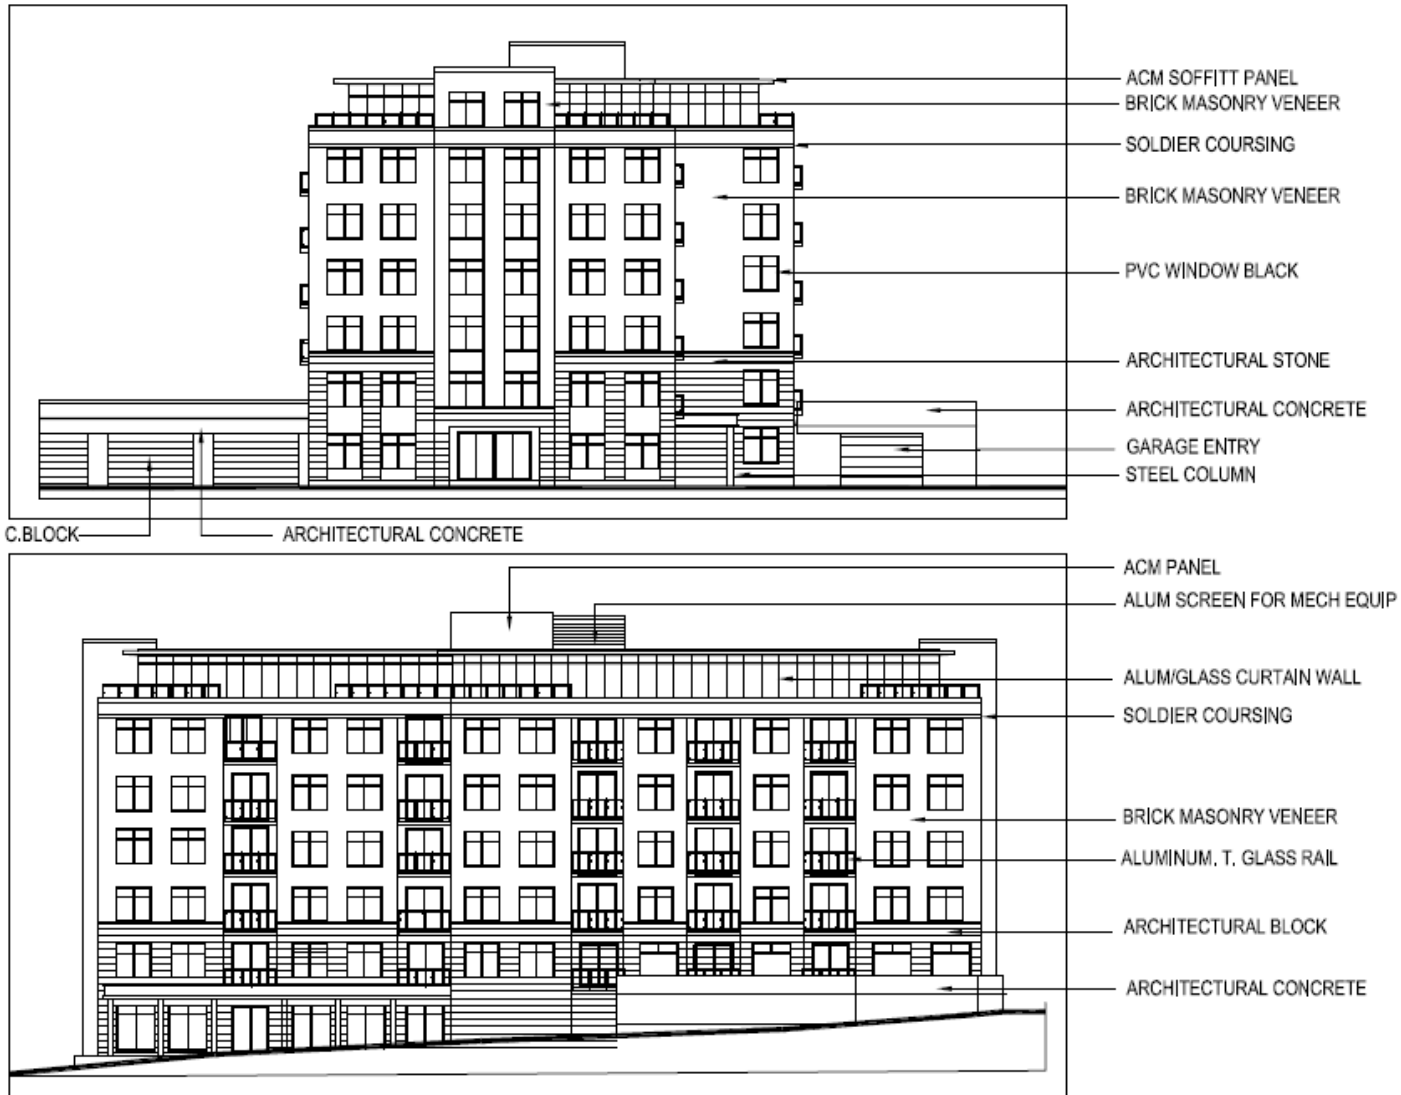 ACM SOFFITT PANEL
BRICK MASONRY VENEER
SOLDIER COURSING
BRICK MASONRY VENEER
PVC WINDOW BLACK
ARCHITECTURAL STONE
ARCHITECTURAL CONCRETE
GARAGE ENTRY
STEEL COLUMN
C.BLOCK
ARCHITECTURAL CONCRETE
ACM PANEL
ALUM SCREEN FOR MECH EQUIP
ALUM/GLASS CURTAIN WALL
SOLDIER COURSING
BRICK MASONRY VENEER
ALUMINUM. T. GLASS RAIL
ARCHITECTURAL BLOCK
ARCHITECTURAL CONCRETE